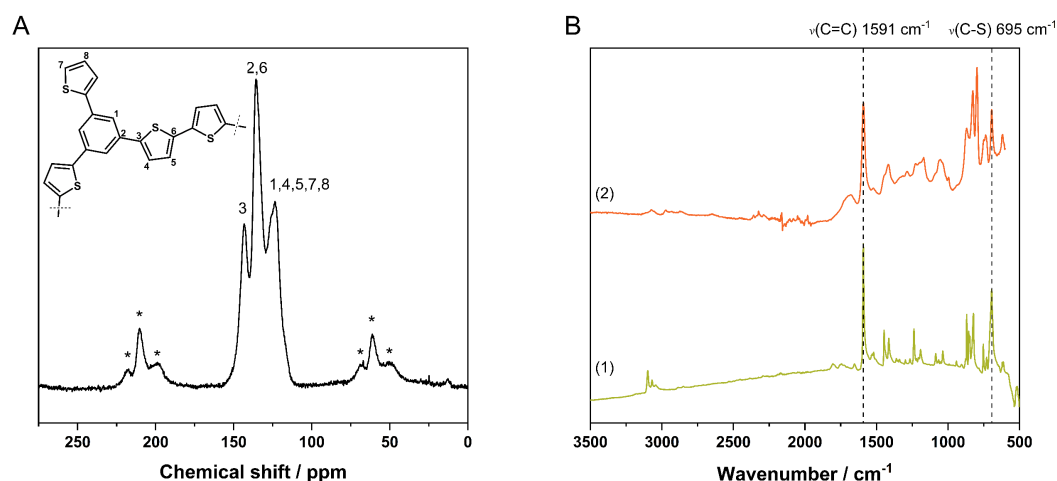 A
B
ν(C=C) 1591 cm⁻¹ ν(C-S) 695 cm⁻¹
2,6
8
7
S
1
2
3
S
6
S
4
5
S
1,4,5,7,8
3
* * *
* * *
250 200 150 100 50 0
Chemical shift / ppm
(2)
(1)
3500 3000 2500 2000 1500 1000 500
Wavenumber / cm⁻¹